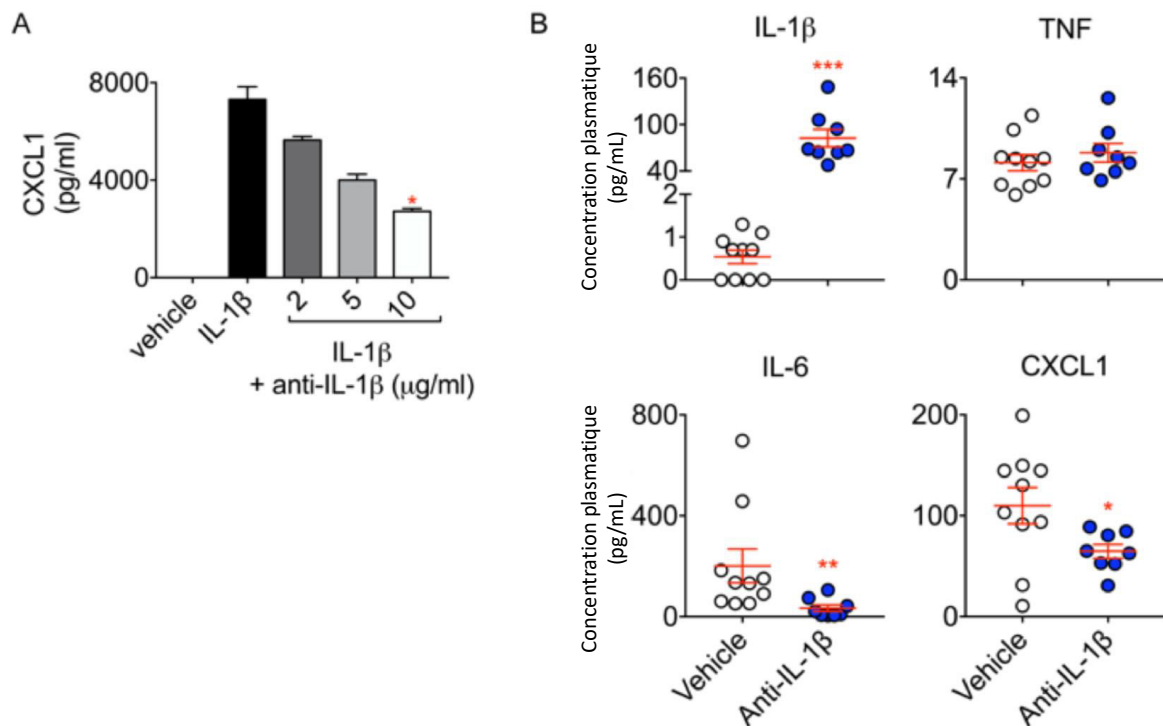 A
CXCL1
(pg/ml)
8000
4000
0
*
vehicle
IL-1β
2
5
10
IL-1β
+ anti-IL-1β (μg/ml)
B
IL-1β
Concentration plasmatique
(pg/mL)
160
100
40
2
1
0
***
TNF
14
7
0
IL-6
Concentration plasmatique
(pg/mL)
800
400
0
**
Vehicle
Anti-IL-1β
CXCL1
200
100
0
*
Vehicle
Anti-IL-1β